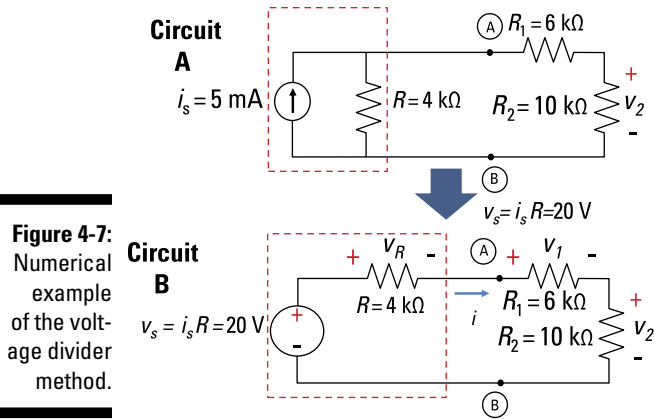 Circuit
A
iₛ = 5 mA
R = 4 kΩ
A
R₁ = 6 kΩ
R₂ = 10 kΩ
+
v₂
-
B
vₛ = iₛ R = 20 V
Figure 4-7:
Numerical
example
of the volt-
age divider
method.
Circuit
B
vₛ = iₛ R = 20 V
+
-
+ v_R -
R = 4 kΩ
i
A
+ v₁ -
R₁ = 6 kΩ
R₂ = 10 kΩ
+
v₂
-
B